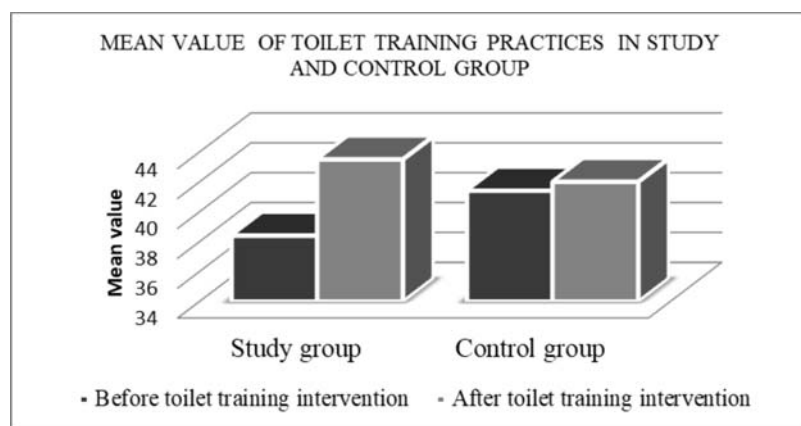 MEAN VALUE OF TOILET TRAINING PRACTICES IN STUDY
AND CONTROL GROUP
44
42
40
38
36
34
Mean value
Study group
Control group
Before toilet training intervention
After toilet training intervention